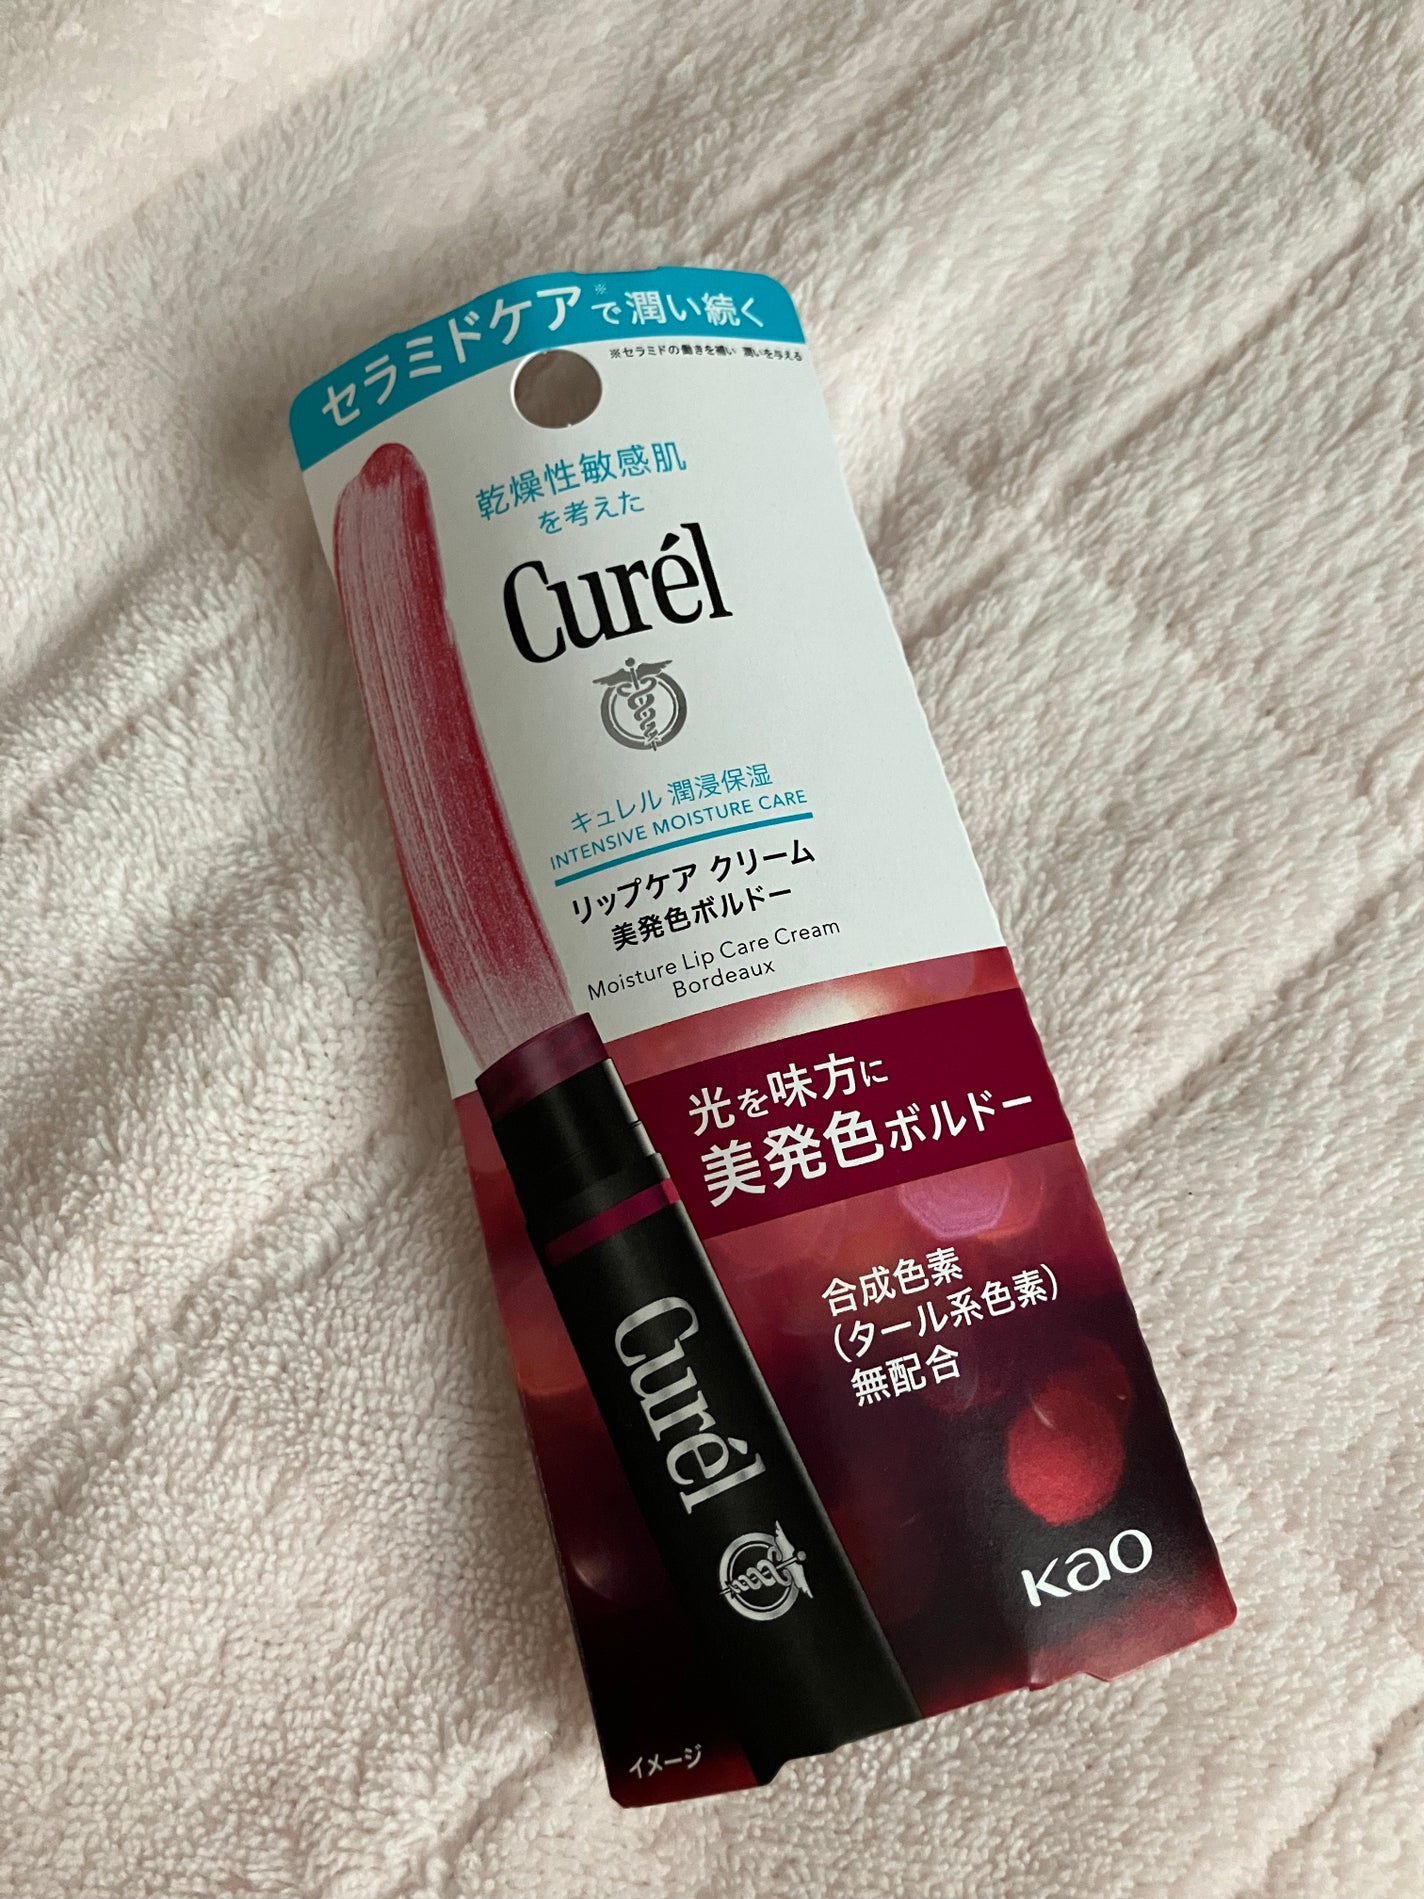 セラミドケア※で潤い続く
※セラミドの働きを補い 潤いを与える
乾燥性敏感肌
を考えた
Curél
キュレル 潤浸保湿
INTENSIVE MOISTURE CARE
リップケア クリーム
美発色ボルドー
Moisture Lip Care Cream
Bordeaux
光を味方に
美発色ボルドー
合成色素
(タール系色素)
無配合
Curél
Kao
イメージ